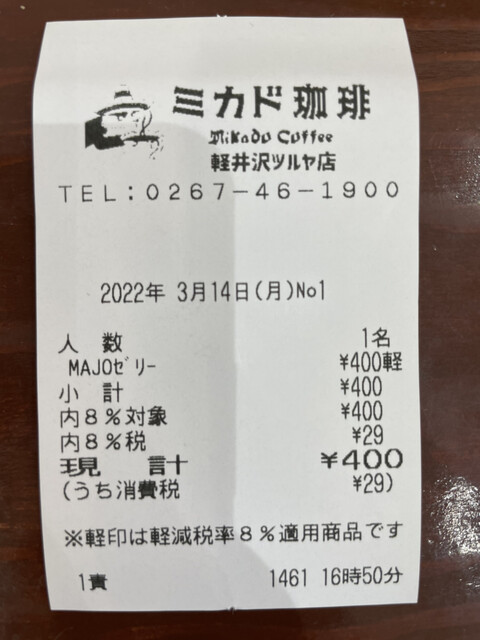 ミカド珈琲
Mikado Coffee
軽井沢ツルヤ店
TEL:0267-46-1900
2022年 3月14日(月)No1
人 数 1名
MAJOゼリー ¥400軽
小 計 ¥400
内8%対象 ¥400
内8%税 ¥29
現 計 ¥400
(うち消費税 ¥29)
※軽印は軽減税率8%適用商品です
1責 1461 16時50分